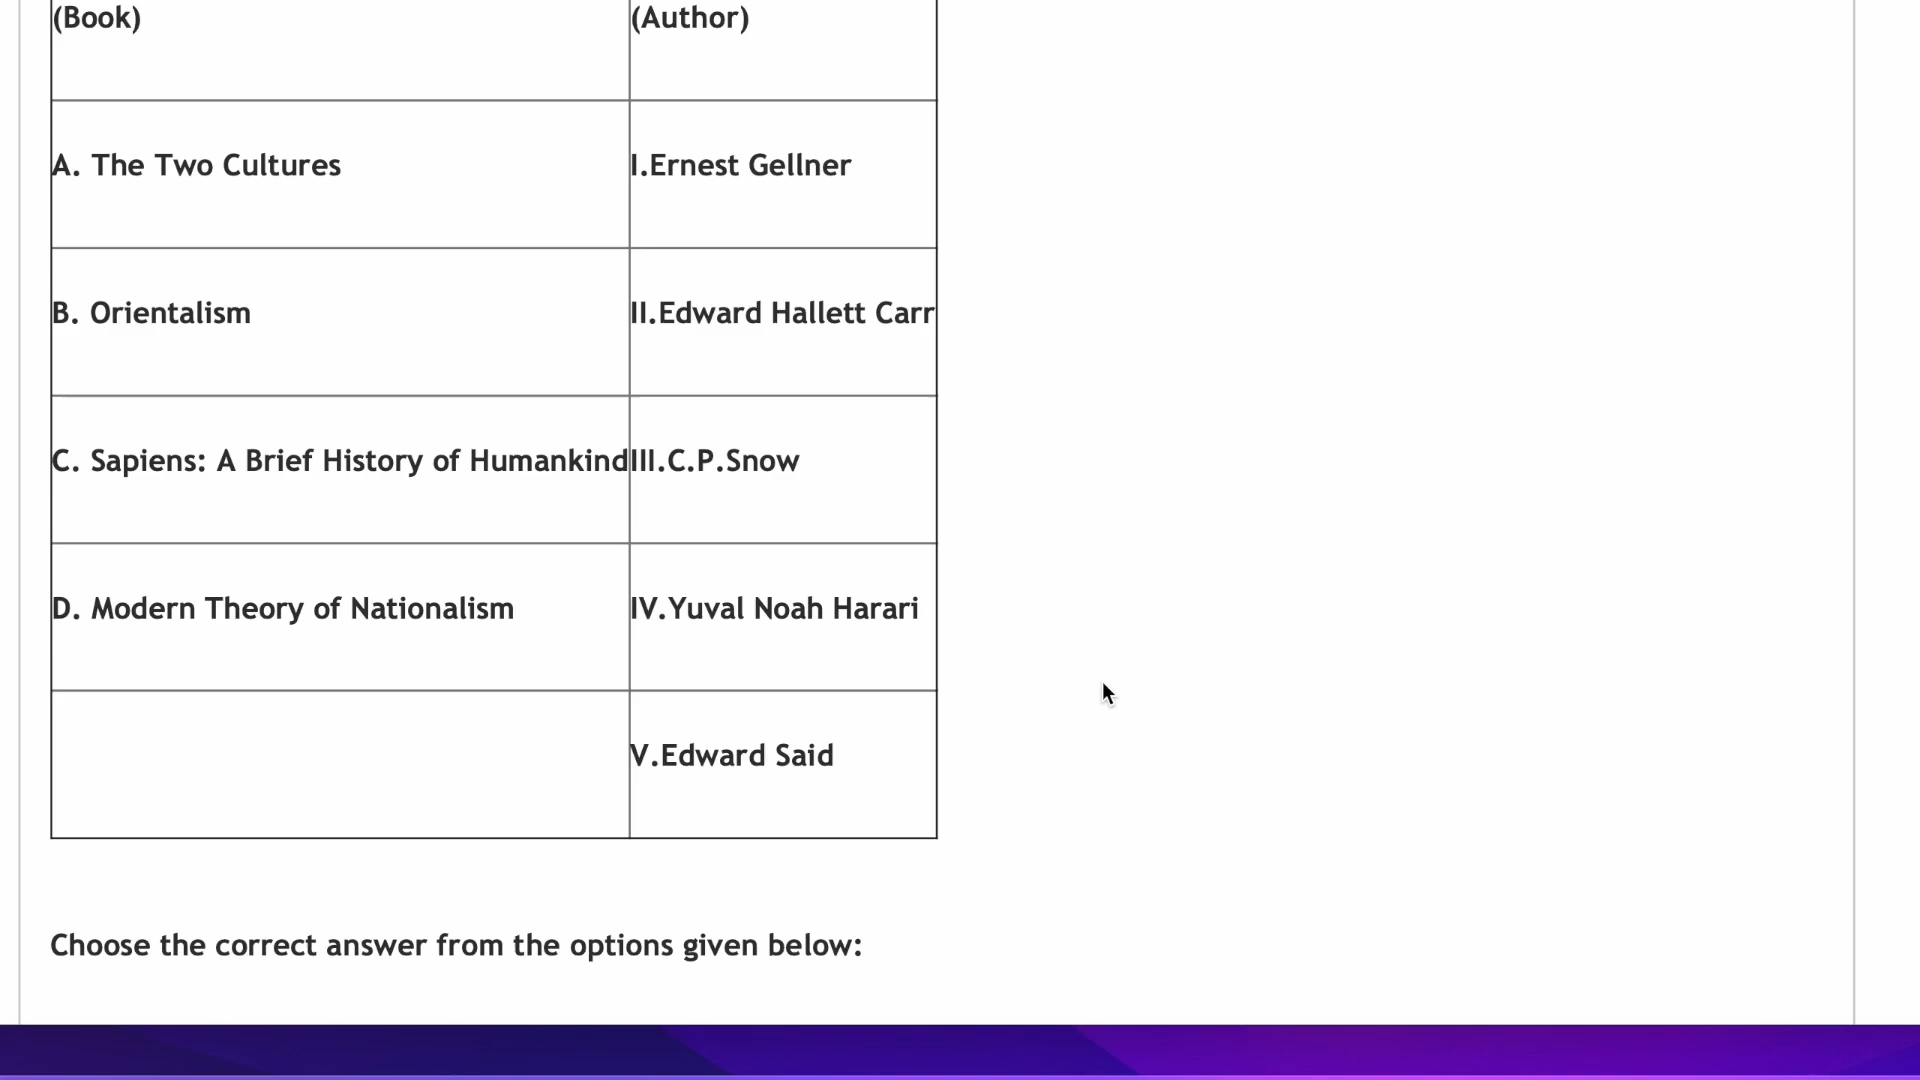 (Book) (Author)
A. The Two Cultures I.Ernest Gellner
B. Orientalism II.Edward Hallett Carr
C. Sapiens: A Brief History of Humankind III.C.P.Snow
D. Modern Theory of Nationalism IV.Yuval Noah Harari
V.Edward Said
Choose the correct answer from the options given below: